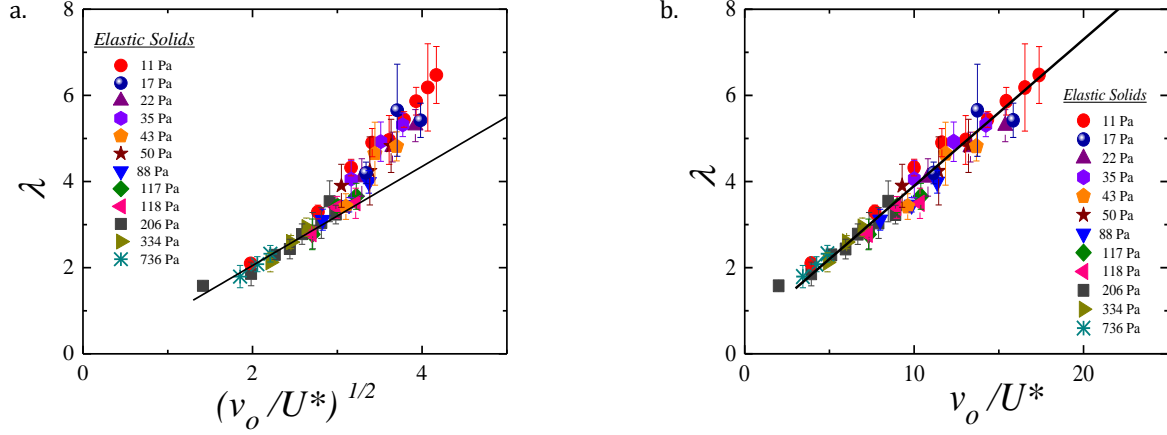 a.
8
6
4
2
0
λ
Elastic Solids
11 Pa
17 Pa
22 Pa
35 Pa
43 Pa
50 Pa
88 Pa
117 Pa
118 Pa
206 Pa
334 Pa
736 Pa
0 2 4
(v_o /U*)^{1/2}
b.
8
6
4
2
0
λ
Elastic Solids
11 Pa
17 Pa
22 Pa
35 Pa
43 Pa
50 Pa
88 Pa
117 Pa
118 Pa
206 Pa
334 Pa
736 Pa
0 10 20
v_o /U*